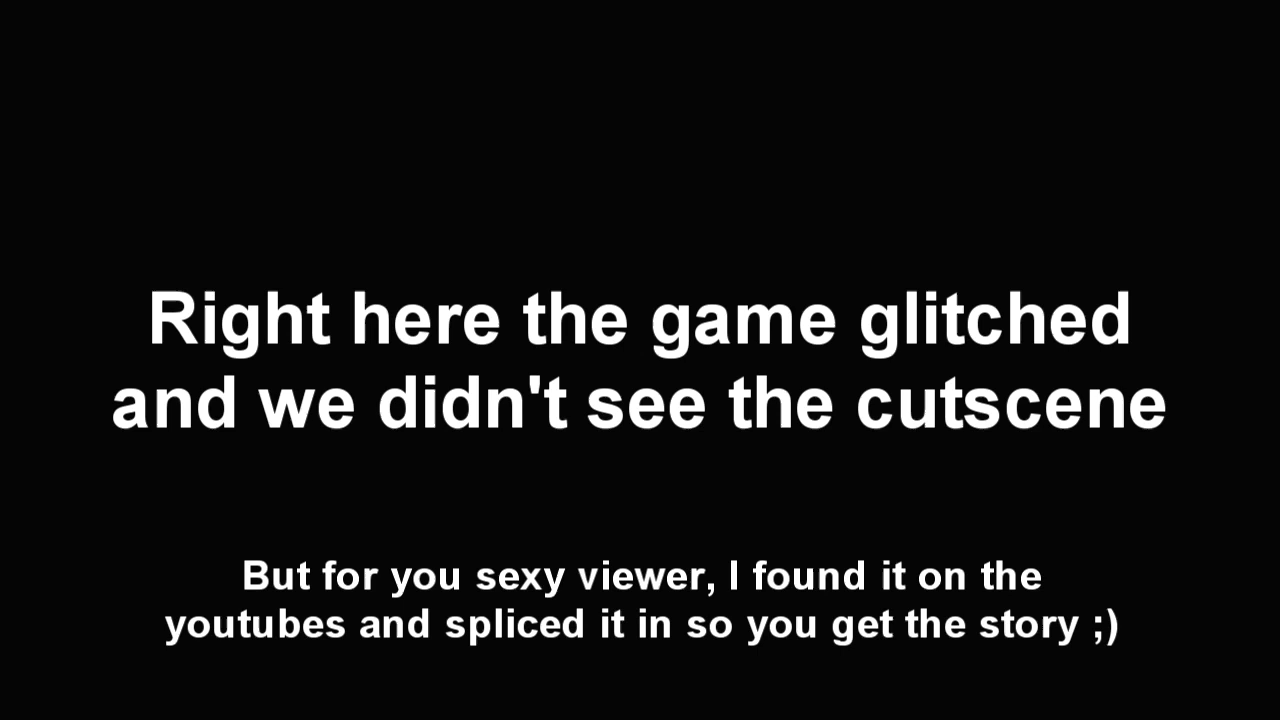 Right here the game glitched
and we didn't see the cutscene
But for you sexy viewer, I found it on the
youtubes and spliced it in so you get the story ;)